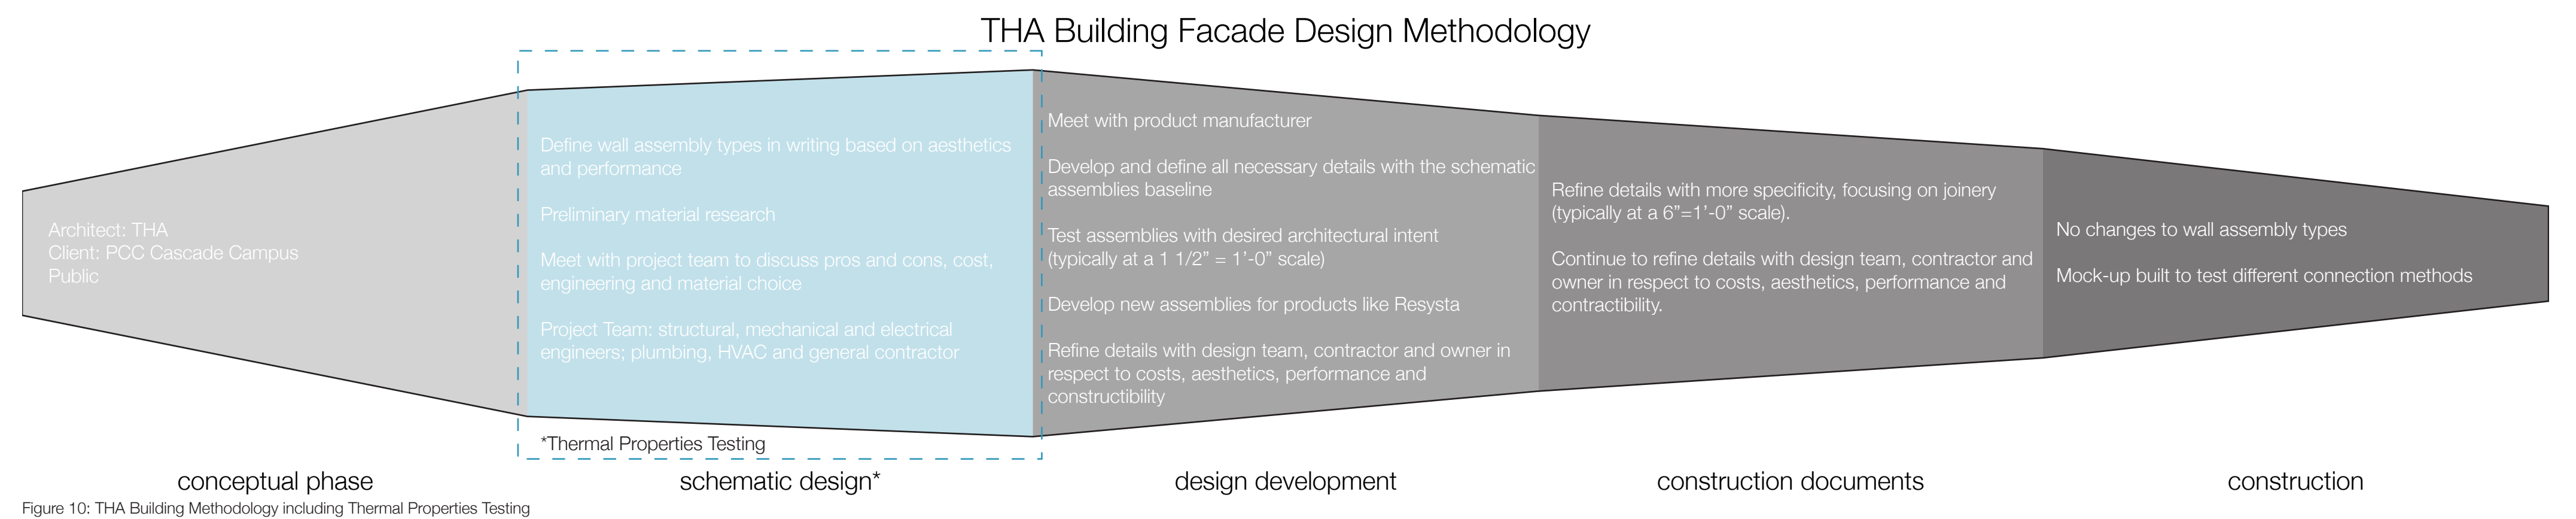 THA Building Facade Design Methodology
Architect: THA
Client: PCC Cascade Campus
Public
Define wall assembly types in writing based on aesthetics
and performance
Preliminary material research
Meet with project team to discuss pros and cons, cost,
engineering and material choice
Project Team: structural, mechanical and electrical
engineers; plumbing, HVAC and general contractor
*Thermal Properties Testing
Meet with product manufacturer
Develop and define all necessary details with the schematic
assemblies baseline
Test assemblies with desired architectural intent
(typically at a 1 1/2” = 1’-0” scale)
Develop new assemblies for products like Resysta
Refine details with design team, contractor and owner in
respect to costs, aesthetics, performance and
constructibility
Refine details with more specificity, focusing on joinery
(typically at a 6”=1’-0” scale).
Continue to refine details with design team, contractor and
owner in respect to costs, aesthetics, performance and
contractibility.
No changes to wall assembly types
Mock-up built to test different connection methods
conceptual phase
schematic design*
design development
construction documents
construction
Figure 10: THA Building Methodology including Thermal Properties Testing